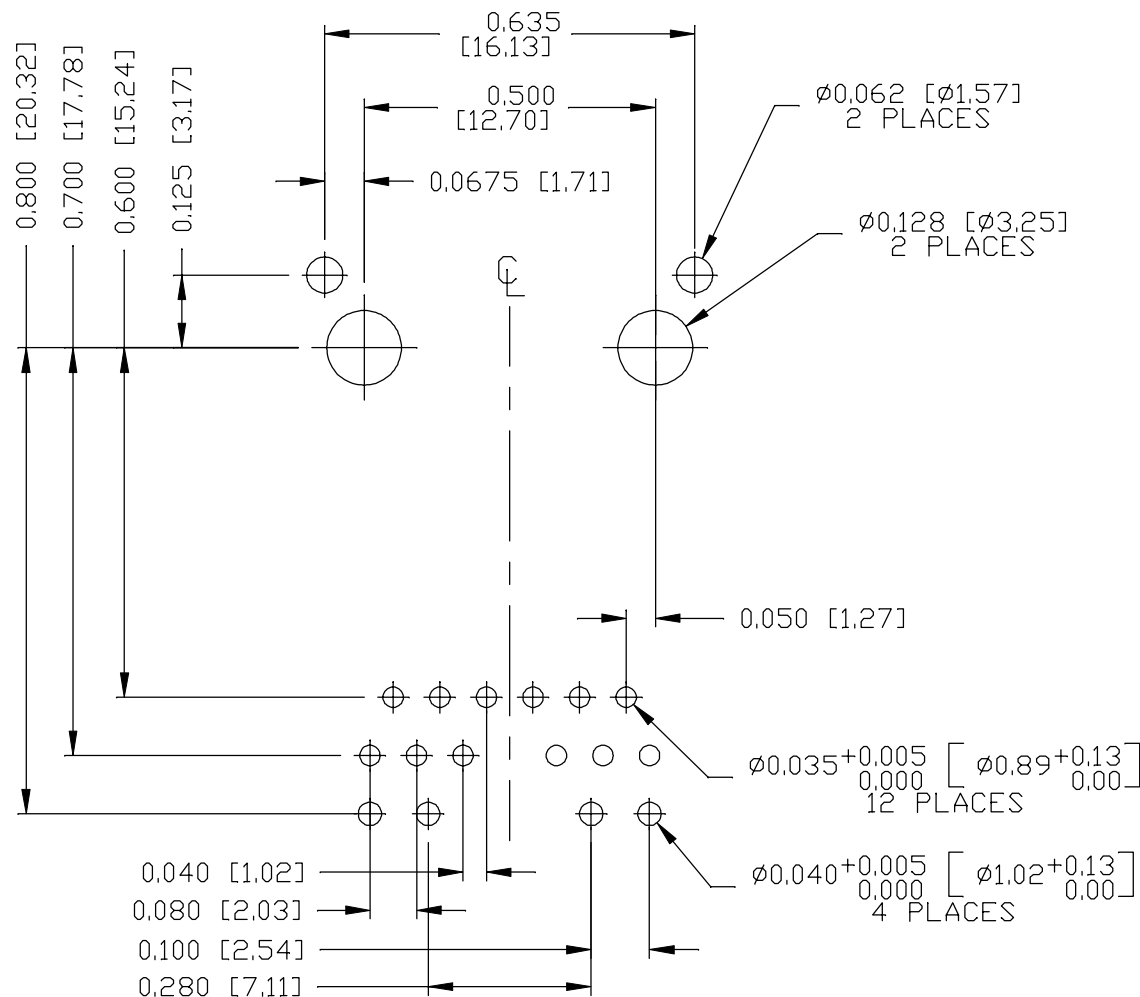 0.635
[16.13]
0.500
[12.70]
0.0675 [1.71]
0.800 [20.32]
0.700 [17.78]
0.600 [15.24]
0.125 [3.17]
ø0.062 [ø1.57]
2 PLACES
ø0.128 [ø3.25]
2 PLACES
CL
0.050 [1.27]
ø0.035+0.005 [ ø0.89+0.13 ]
0.000 0.00
12 PLACES
ø0.040+0.005 [ ø1.02+0.13 ]
0.000 0.00
4 PLACES
0.040 [1.02]
0.080 [2.03]
0.100 [2.54]
0.280 [7.11]